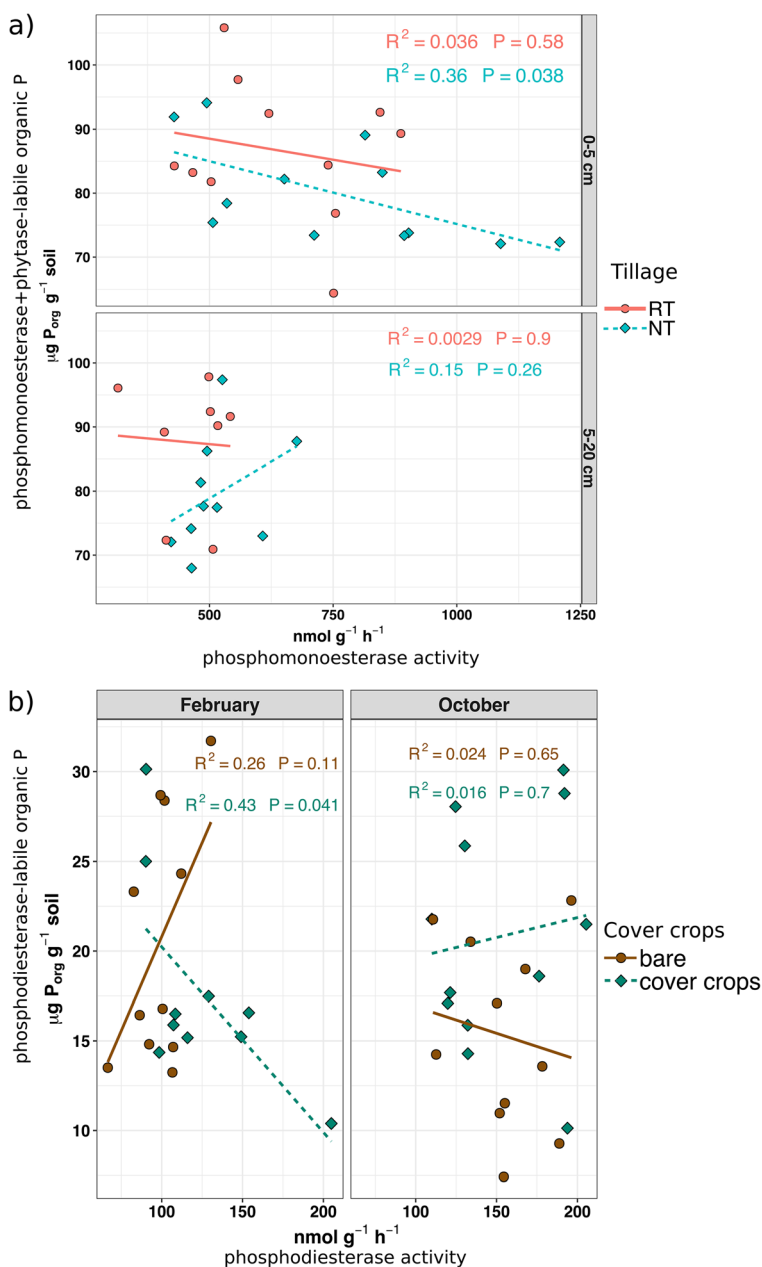 a)
phosphomonoesterase+phytase-labile organic P
µg P_org g⁻¹ soil
R² = 0.036 P = 0.58
R² = 0.36 P = 0.038
100
90
80
70
0-5 cm
R² = 0.0029 P = 0.9
R² = 0.15 P = 0.26
100
90
80
70
5-20 cm
500 750 1000 1250
nmol g⁻¹ h⁻¹
phosphomonoesterase activity
Tillage
RT
NT
b)
phosphodiesterase-labile organic P
µg P_org g⁻¹ soil
February October
R² = 0.26 P = 0.11
R² = 0.43 P = 0.041
R² = 0.024 P = 0.65
R² = 0.016 P = 0.7
30
25
20
15
10
100 150 200 100 150 200
nmol g⁻¹ h⁻¹
phosphodiesterase activity
Cover crops
bare
cover crops